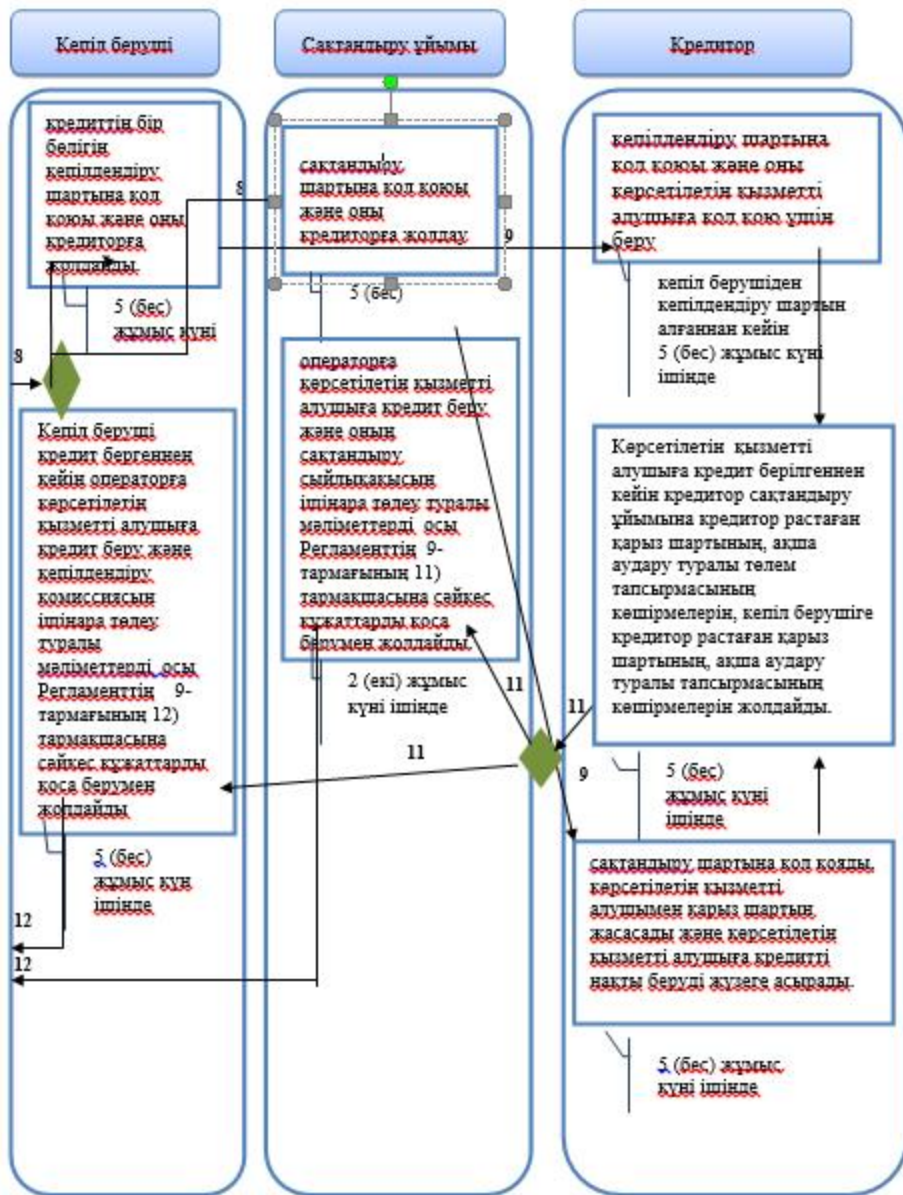 Кепіл беруші
Сақтандыру ұйымы
Кредитор
кредиттің бір
бөлігін
кепілдендіру
шартына қол
қоюы және оны
кредиторға
жолдайды
5 (бес)
жұмыс күні
8
8
Кепіл беруші
кредит бергеннен
кейін операторға
көрсетілетін
қызметті алушыға
кредит беру және
кепілдендіру
комиссиясын
ішінара төлеу
туралы
мәліметтерді осы
Регламенттің 9-
тармағының 12)
тармақшасына
сәйкес құжаттарды
қоса берумен
жолдайды
5 (бес)
жұмыс күн
ішінде
12
12
сақтандыру
шартына қол қоюы
және оны
кредиторға жолдау
9
5 (бес)
операторға
көрсетілетін қызметті
алушыға кредит беру
және оның
сақтандыру
сыйлықақысын
ішінара төлеу туралы
мәліметтерді осы
Регламенттің 9-
тармағының 11)
тармақшасына сәйкес
құжаттарды қоса
берумен жолдайды.
2 (екі) жұмыс
күні ішінде
11
11
11
9
кепілдендіру шартына
қол қоюы және оны
көрсетілетін қызметті
алушыға қол қою үшін
беру
кепіл берушіден
кепілдендіру шартын
алғаннан кейін
5 (бес) жұмыс күні
ішінде
Көрсетілетін қызметті
алушыға кредит берілгеннен
кейін кредитор сақтандыру
ұйымына кредитор растаған
қарыз шартының, ақша
аудару туралы төлем
тапсырмасының
көшірмелерін, кепіл берушіге
кредитор растаған қарыз
шартының, ақша аудару
туралы тапсырмасының
көшірмелерін жолдайды.
5 (бес)
жұмыс күні
ішінде
сақтандыру шартына қол қояды,
көрсетілетін қызметті
алушымен қарыз шартын
жасасады және көрсетілетін
қызметті алушыға кредитті
нақты беруді жүзеге асырады.
5 (бес) жұмыс
күні ішінде